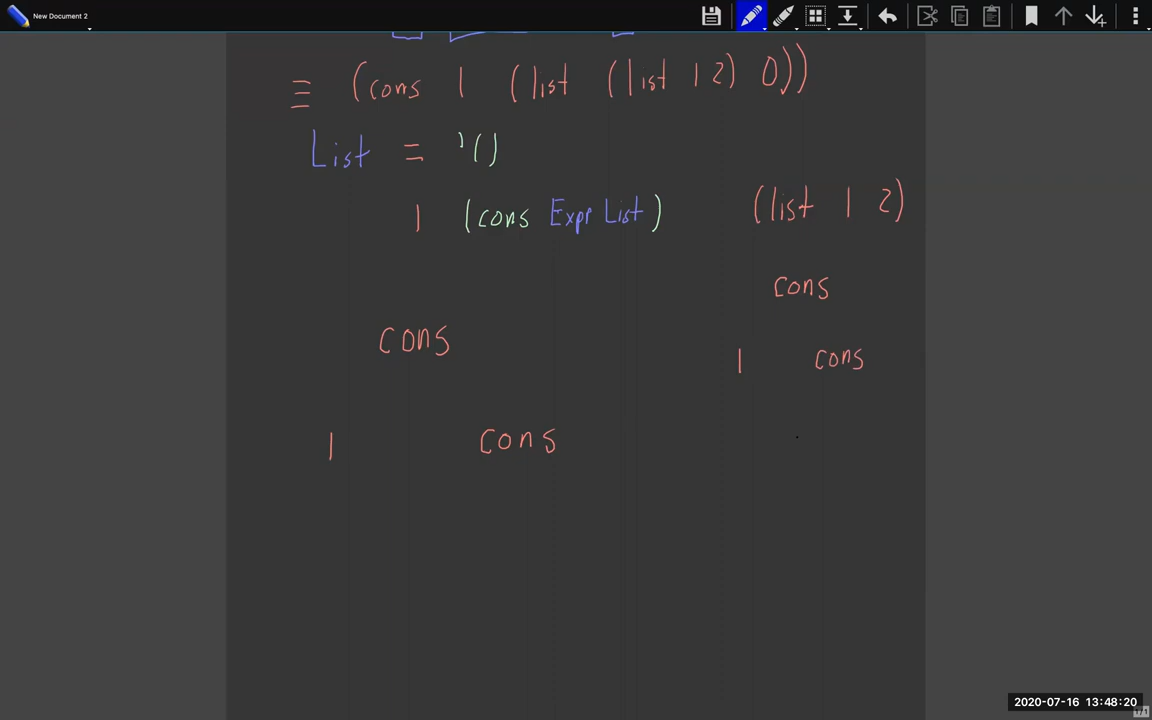 New Document 2
≡ (cons 1 (list (list 1 2) 0))
List = '()
| (cons Expr List)
(list 1 2)
cons
cons
1 cons
1 cons
2020-07-16 13:48:20